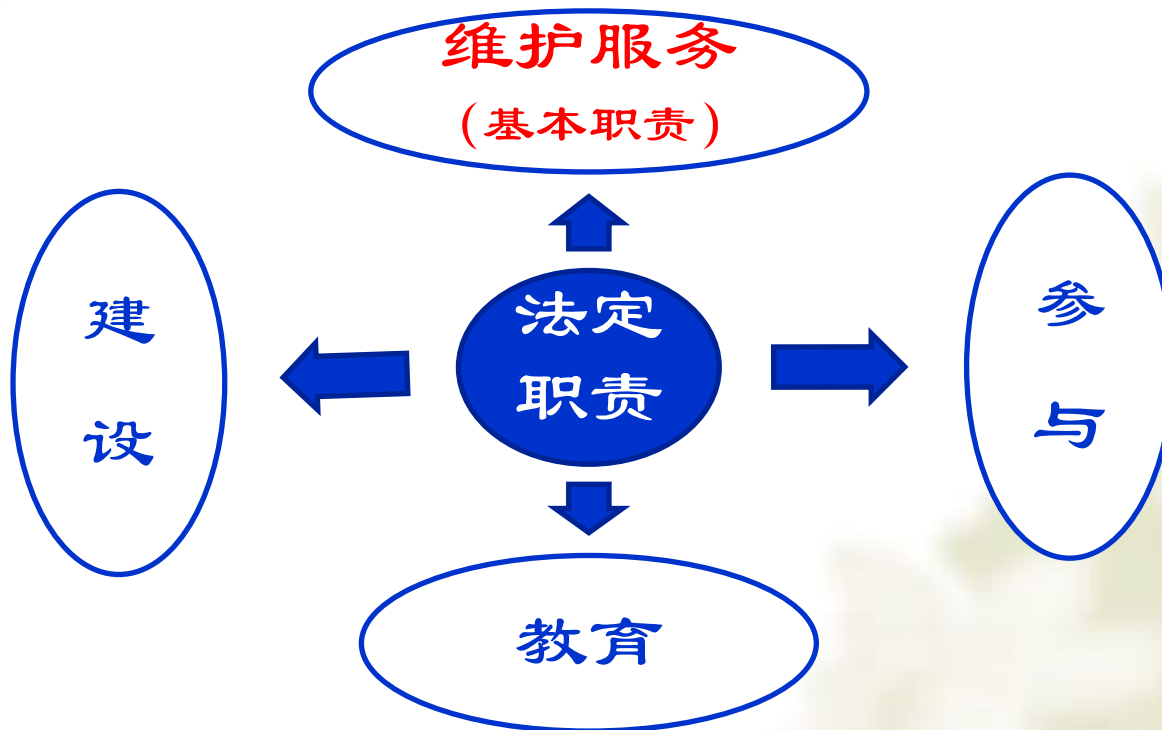 维护服务
(基本职责)
建
设
法定
职责
参
与
教育